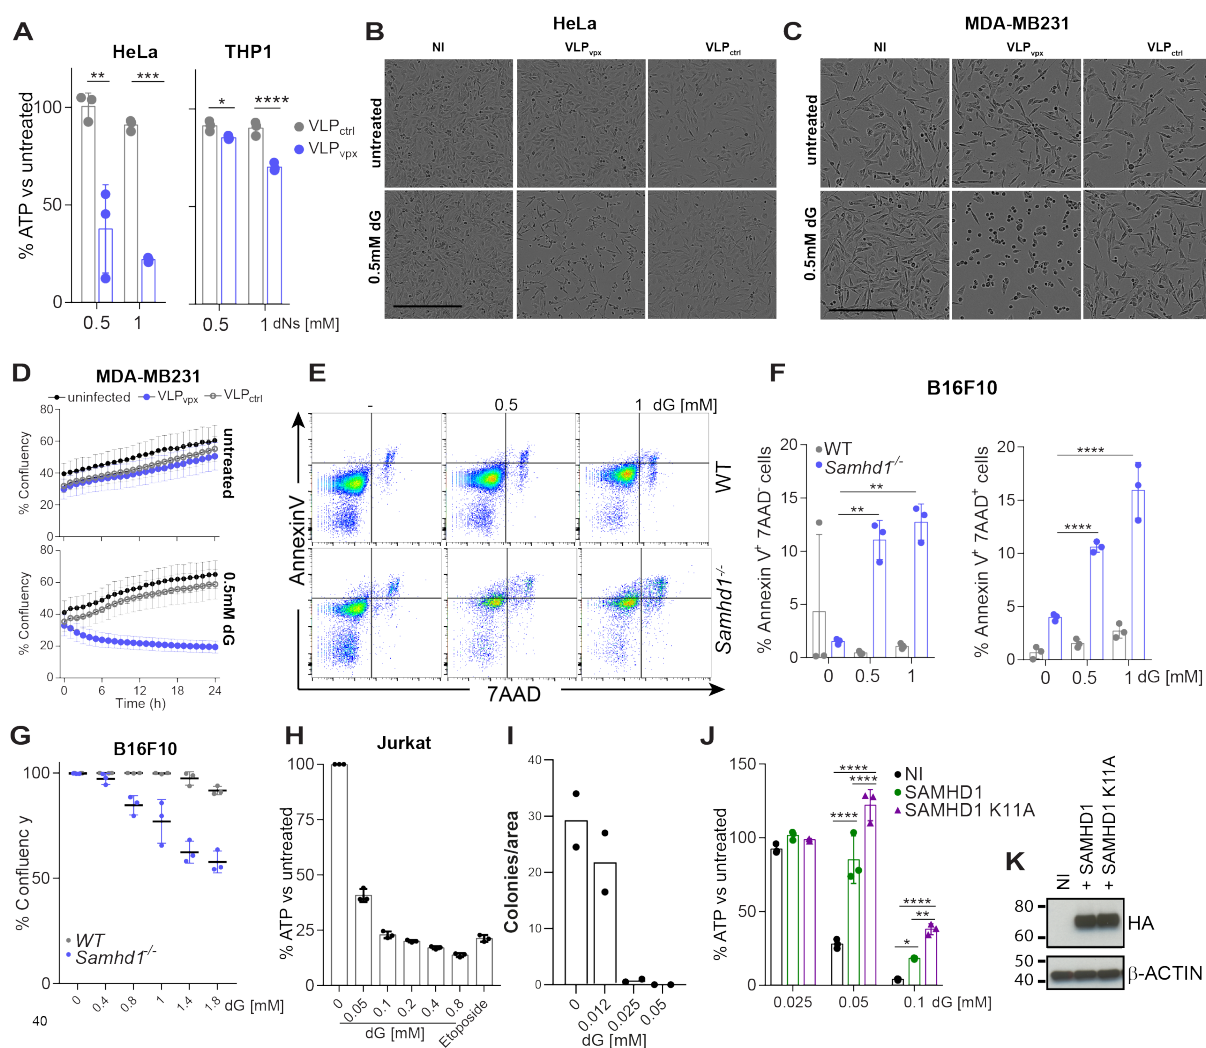 A
HeLa
THP1
% ATP vs untreated
100
50
0
**
***
*
****
VLPctrl
VLPvpx
0.5
1
0.5
1
dNs [mM]
B
HeLa
NI
VLPvpx
VLPctrl
untreated
0.5mM dG
C
MDA-MB231
NI
VLPvpx
VLPctrl
untreated
0.5mM dG
D
MDA-MB231
uninfected
VLPvpx
VLPctrl
% Confluency
80
60
40
20
0
untreated
% Confluency
80
60
40
20
0
0.5mM dG
0
6
12
18
24
Time (h)
E
-
0.5
1
dG [mM]
AnnexinV
WT
Samhd1-/-
7AAD
F
B16F10
WT
Samhd1-/-
% Annexin V+ 7AAD- cells
20
15
10
5
0
**
**
0
0.5
1
% Annexin V+ 7AAD+ cells
20
15
10
5
0
****
****
0
0.5
1
dG [mM]
G
B16F10
% Confluency
100
50
0
WT
Samhd1-/-
0
0.4
0.8
1
1.4
1.8
dG [mM]
40
H
Jurkat
% ATP vs untreated
100
75
50
25
0
0
0.05
0.1
0.2
0.4
0.8
Etoposide
dG [mM]
I
Colonies/area
40
30
20
10
0
0
0.012
0.025
0.05
dG [mM]
J
NI
SAMHD1
SAMHD1 K11A
% ATP vs untreated
100
50
0
****
****
****
****
**
*
0.025
0.05
0.1
dG [mM]
K
NI
+ SAMHD1
+ SAMHD1 K11A
80
60
HA
50
40
β-ACTIN